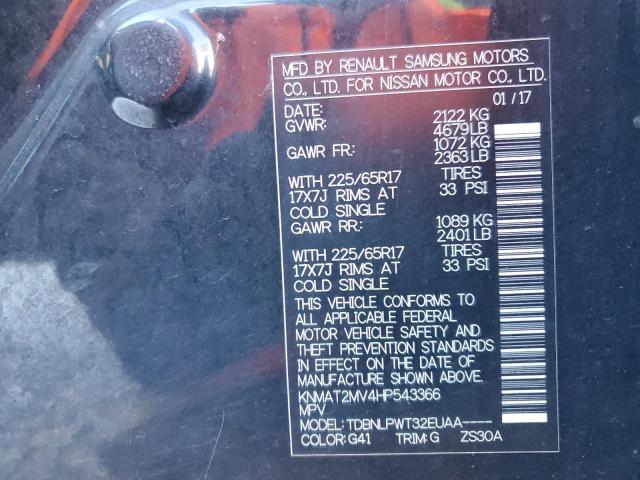 MFD BY RENAULT SAMSUNG MOTORS
CO., LTD. FOR NISSAN MOTOR CO., LTD.
DATE: 01 / 17
GVWR: 2122 KG
4679 LB
GAWR FR: 1072 KG
2363 LB
WITH 225/65R17 TIRES
17X7J RIMS AT 33 PSI
COLD SINGLE
GAWR RR: 1089 KG
2401 LB
WITH 225/65R17 TIRES
17X7J RIMS AT 33 PSI
COLD SINGLE
THIS VEHICLE CONFORMS TO
ALL APPLICABLE FEDERAL
MOTOR VEHICLE SAFETY AND
THEFT PREVENTION STANDARDS
IN EFFECT ON THE DATE OF
MANUFACTURE SHOWN ABOVE.
KNMAT2MV4HP543366
MPV
MODEL: TDBNLPWT32EUAA----
COLOR: G41 TRIM: G ZS30A